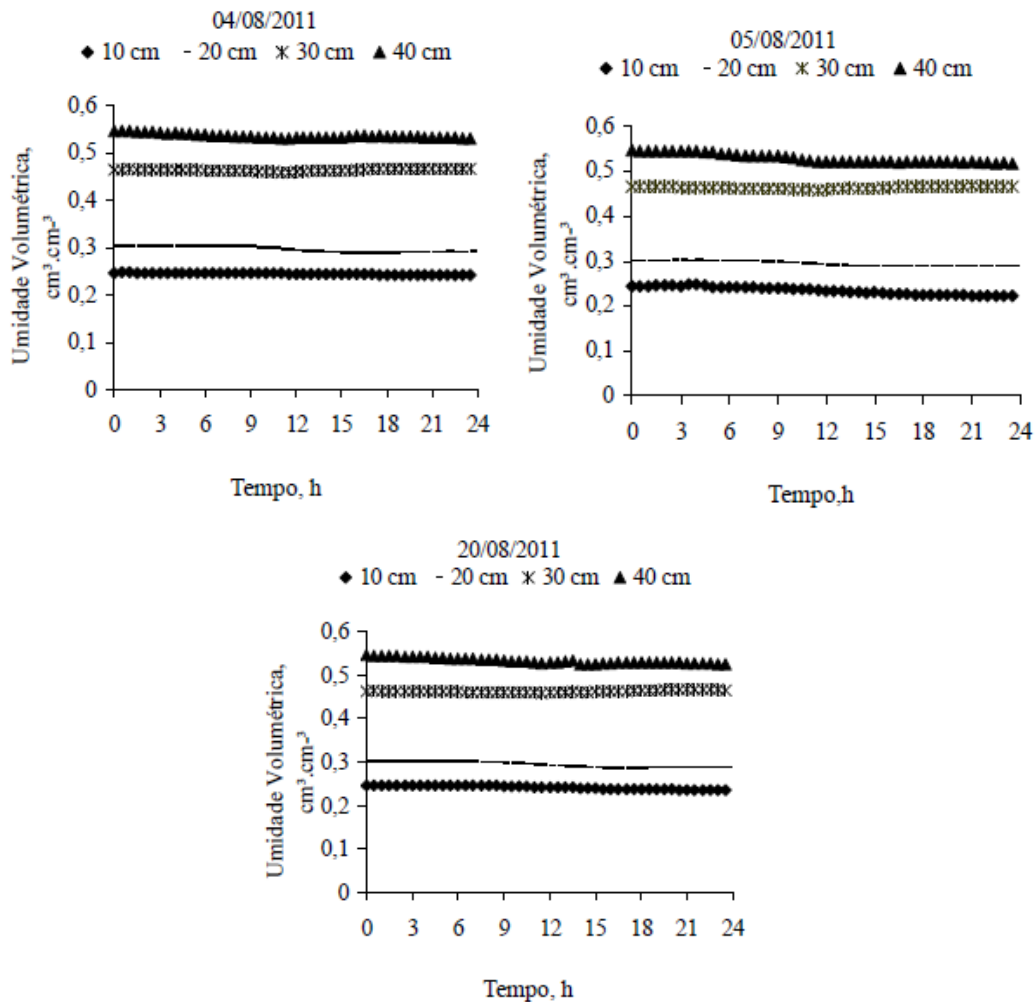 04/08/2011
10 cm 20 cm 30 cm 40 cm
Umidade Volumétrica,
cm³.cm-³
0,6
0,5
0,4
0,3
0,2
0,1
0
0 3 6 9 12 15 18 21 24
Tempo, h
05/08/2011
10 cm 20 cm 30 cm 40 cm
Umidade Volumétrica,
cm³.cm-³
0,6
0,5
0,4
0,3
0,2
0,1
0
0 3 6 9 12 15 18 21 24
Tempo,h
20/08/2011
10 cm 20 cm 30 cm 40 cm
Umidade Volumétrica,
cm³.cm-³
0,6
0,5
0,4
0,3
0,2
0,1
0
0 3 6 9 12 15 18 21 24
Tempo, h